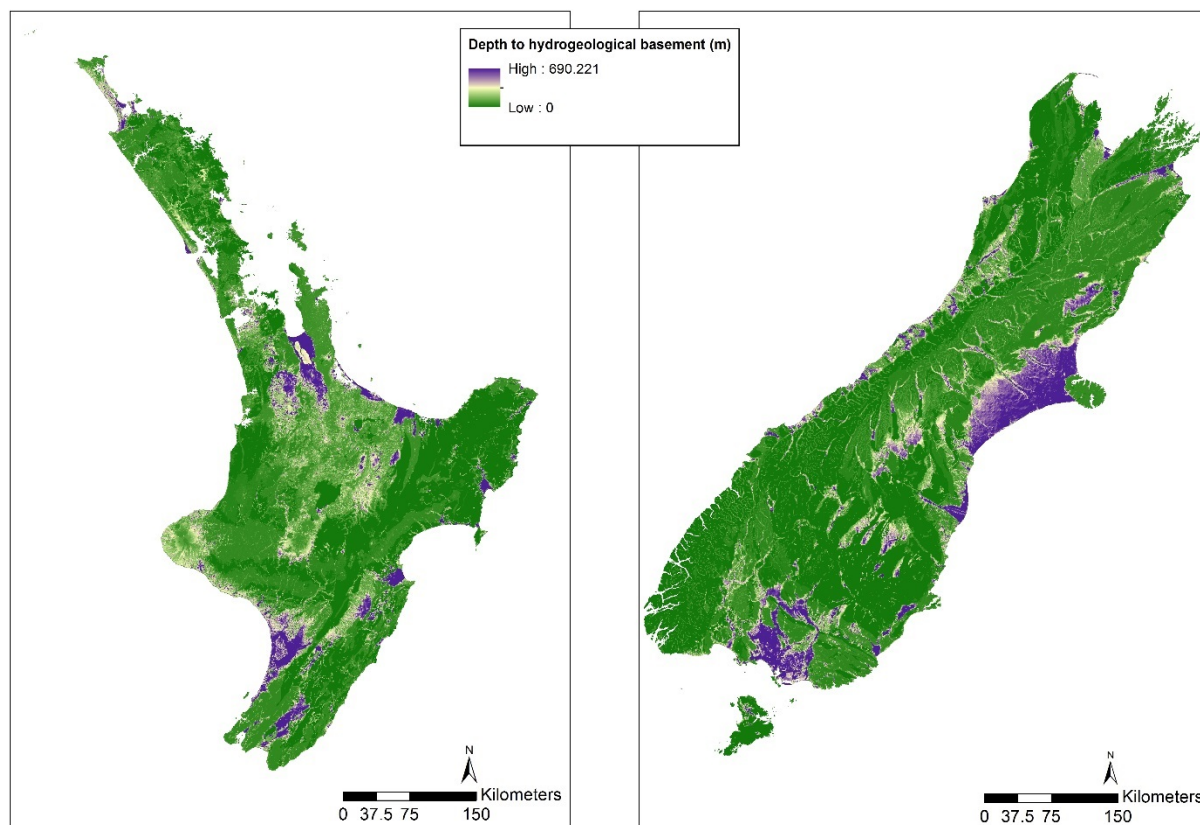 Depth to hydrogeological basement (m)
High : 690.221
Low : 0
N
Kilometers
0 37.5 75 150
N
Kilometers
0 37.5 75 150